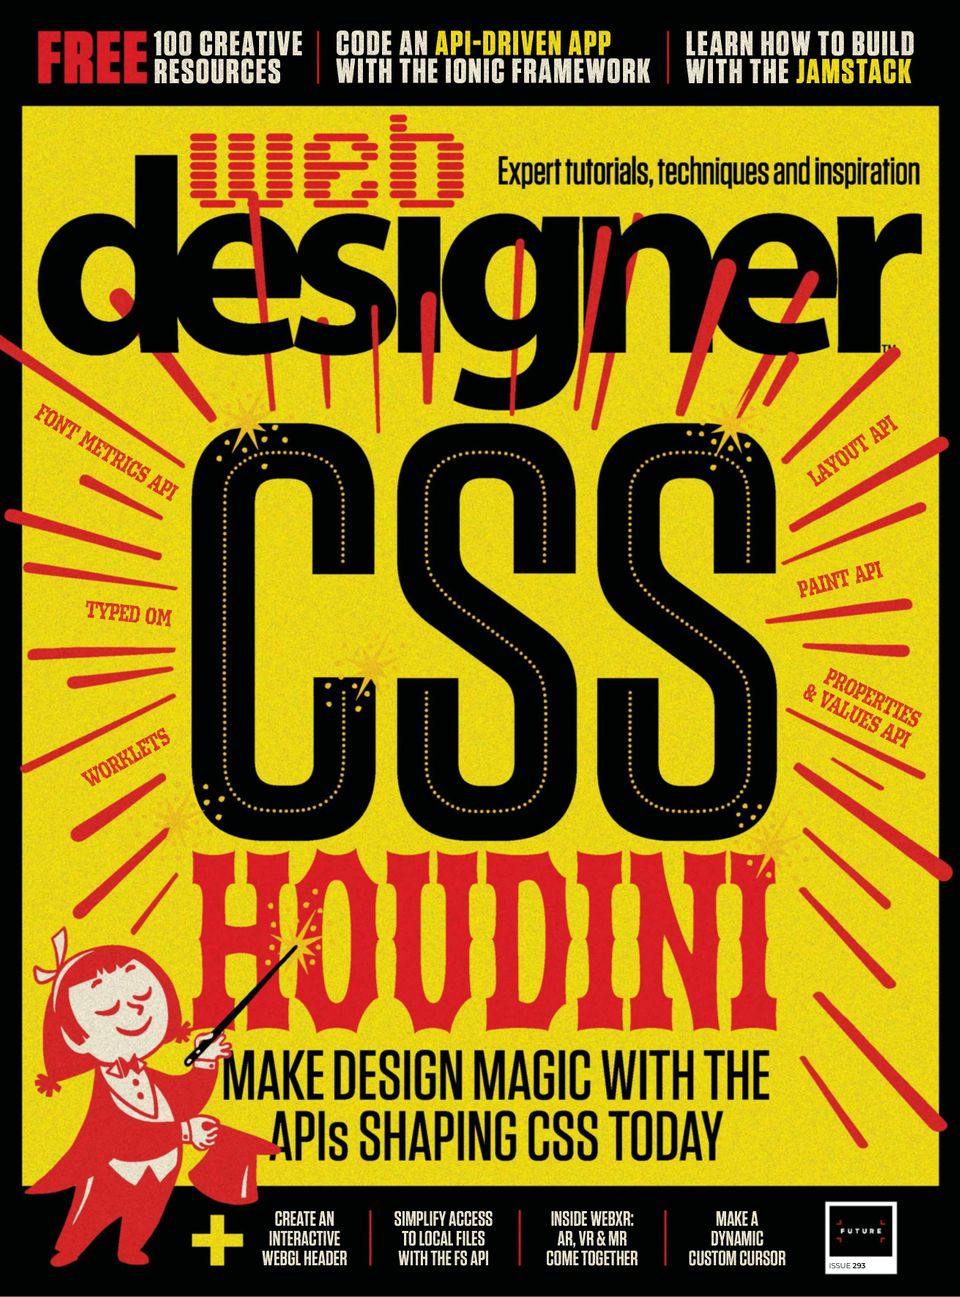 FREE 100 CREATIVE
RESOURCES
CODE AN API-DRIVEN APP
WITH THE IONIC FRAMEWORK
LEARN HOW TO BUILD
WITH THE JAMSTACK
web
Expert tutorials, techniques and inspiration
designer™
FONT METRICS API
LAYOUT API
PAINT API
TYPED OM
PROPERTIES
& VALUES API
WORKLETS
CSS
HOUDINI
MAKE DESIGN MAGIC WITH THE
APIs SHAPING CSS TODAY
+
CREATE AN
INTERACTIVE
WEBGL HEADER
SIMPLIFY ACCESS
TO LOCAL FILES
WITH THE FS API
INSIDE WEBXR:
AR, VR & MR
COME TOGETHER
MAKE A
DYNAMIC
CUSTOM CURSOR
FUTURE
ISSUE 293